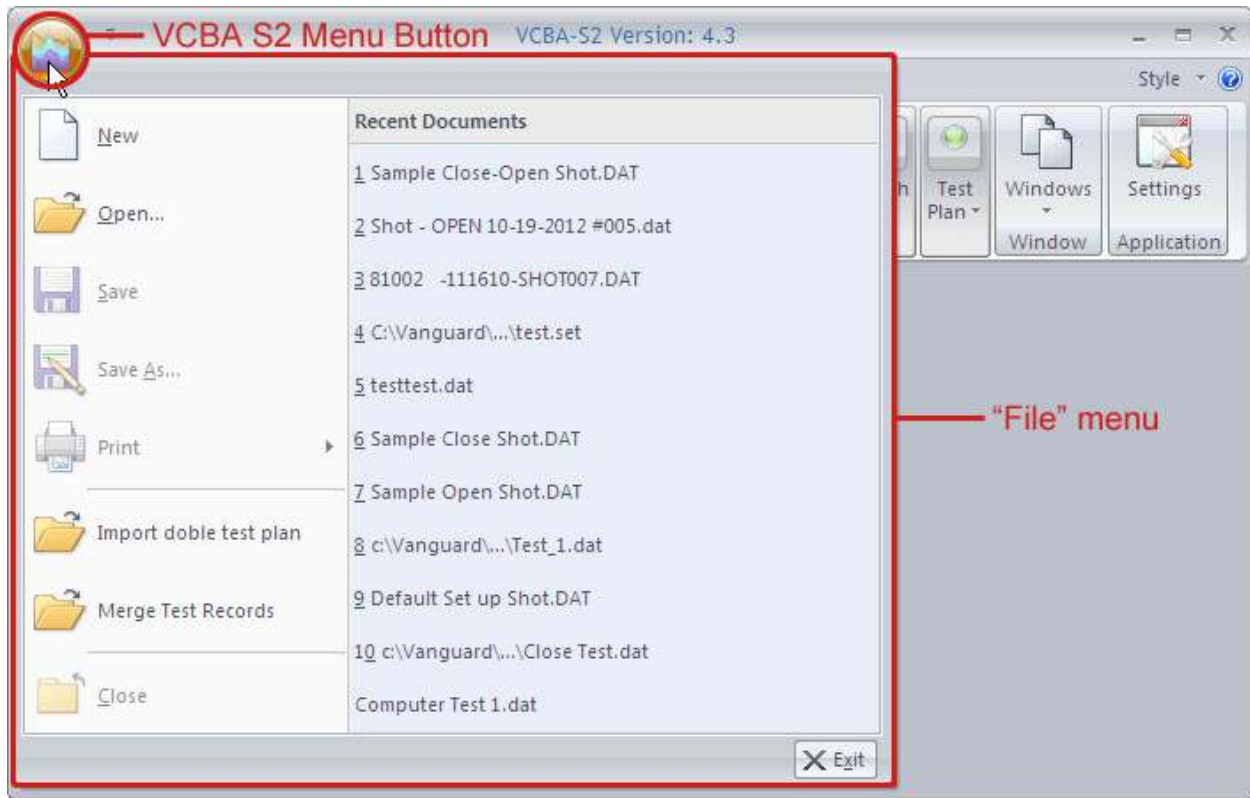 VCBA S2 Menu Button
VCBA-S2 Version: 4.3
Style
New
Open...
Save
Save As...
Print
Import doble test plan
Merge Test Records
Close
Recent Documents
1 Sample Close-Open Shot.DAT
2 Shot - OPEN 10-19-2012 #005.dat
3 81002 -111610-SHOT007.DAT
4 C:\Vanguard\...\test.set
5 testtest.dat
6 Sample Close Shot.DAT
7 Sample Open Shot.DAT
8 c:\Vanguard\...\Test_1.dat
9 Default Set up Shot.DAT
10 c:\Vanguard\...\Close Test.dat
Computer Test 1.dat
Exit
h
Test
Plan
Windows
Window
Settings
Application
“File” menu